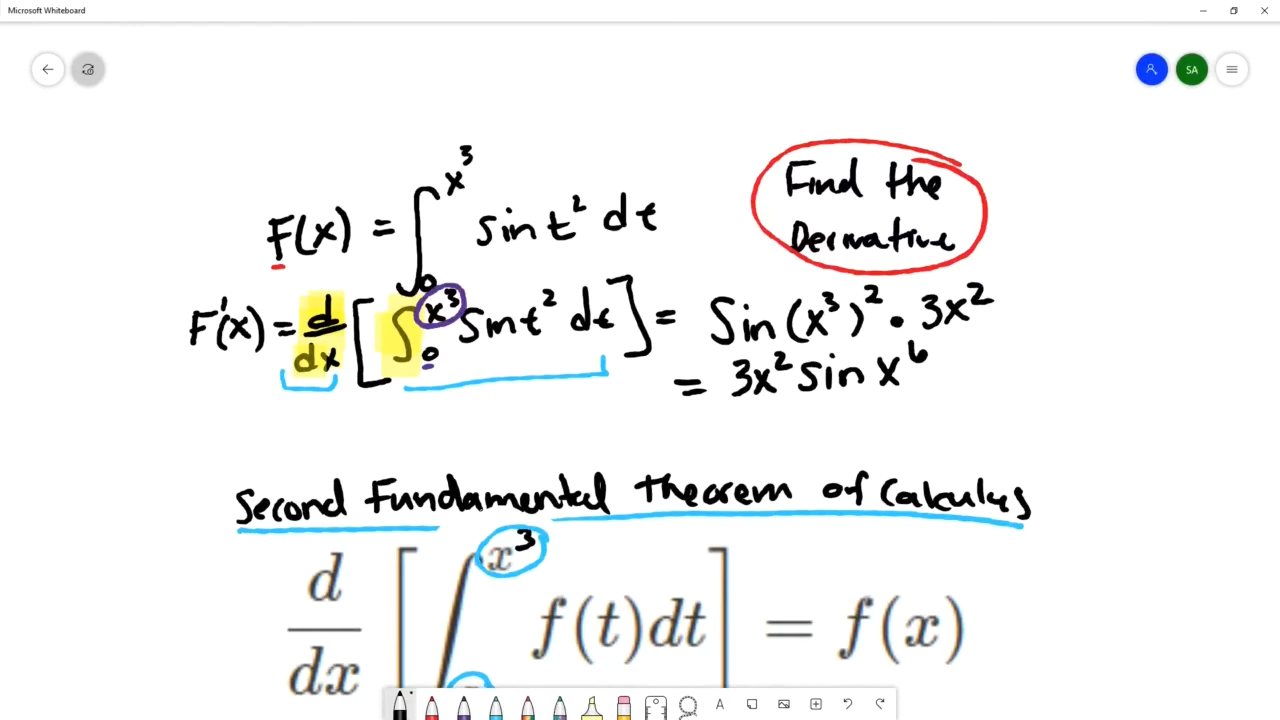 Microsoft Whiteboard
SA
F(x) = ∫₀^x³ sin t² dt
Find the
Derivative
F'(x) = d/dx [∫₀^x³ sin t² dt] = Sin(x³)² · 3x²
= 3x² sin x⁶
Second Fundamental Theorem of Calculus
d/dx [∫^x³ f(t)dt] = f(x)
A